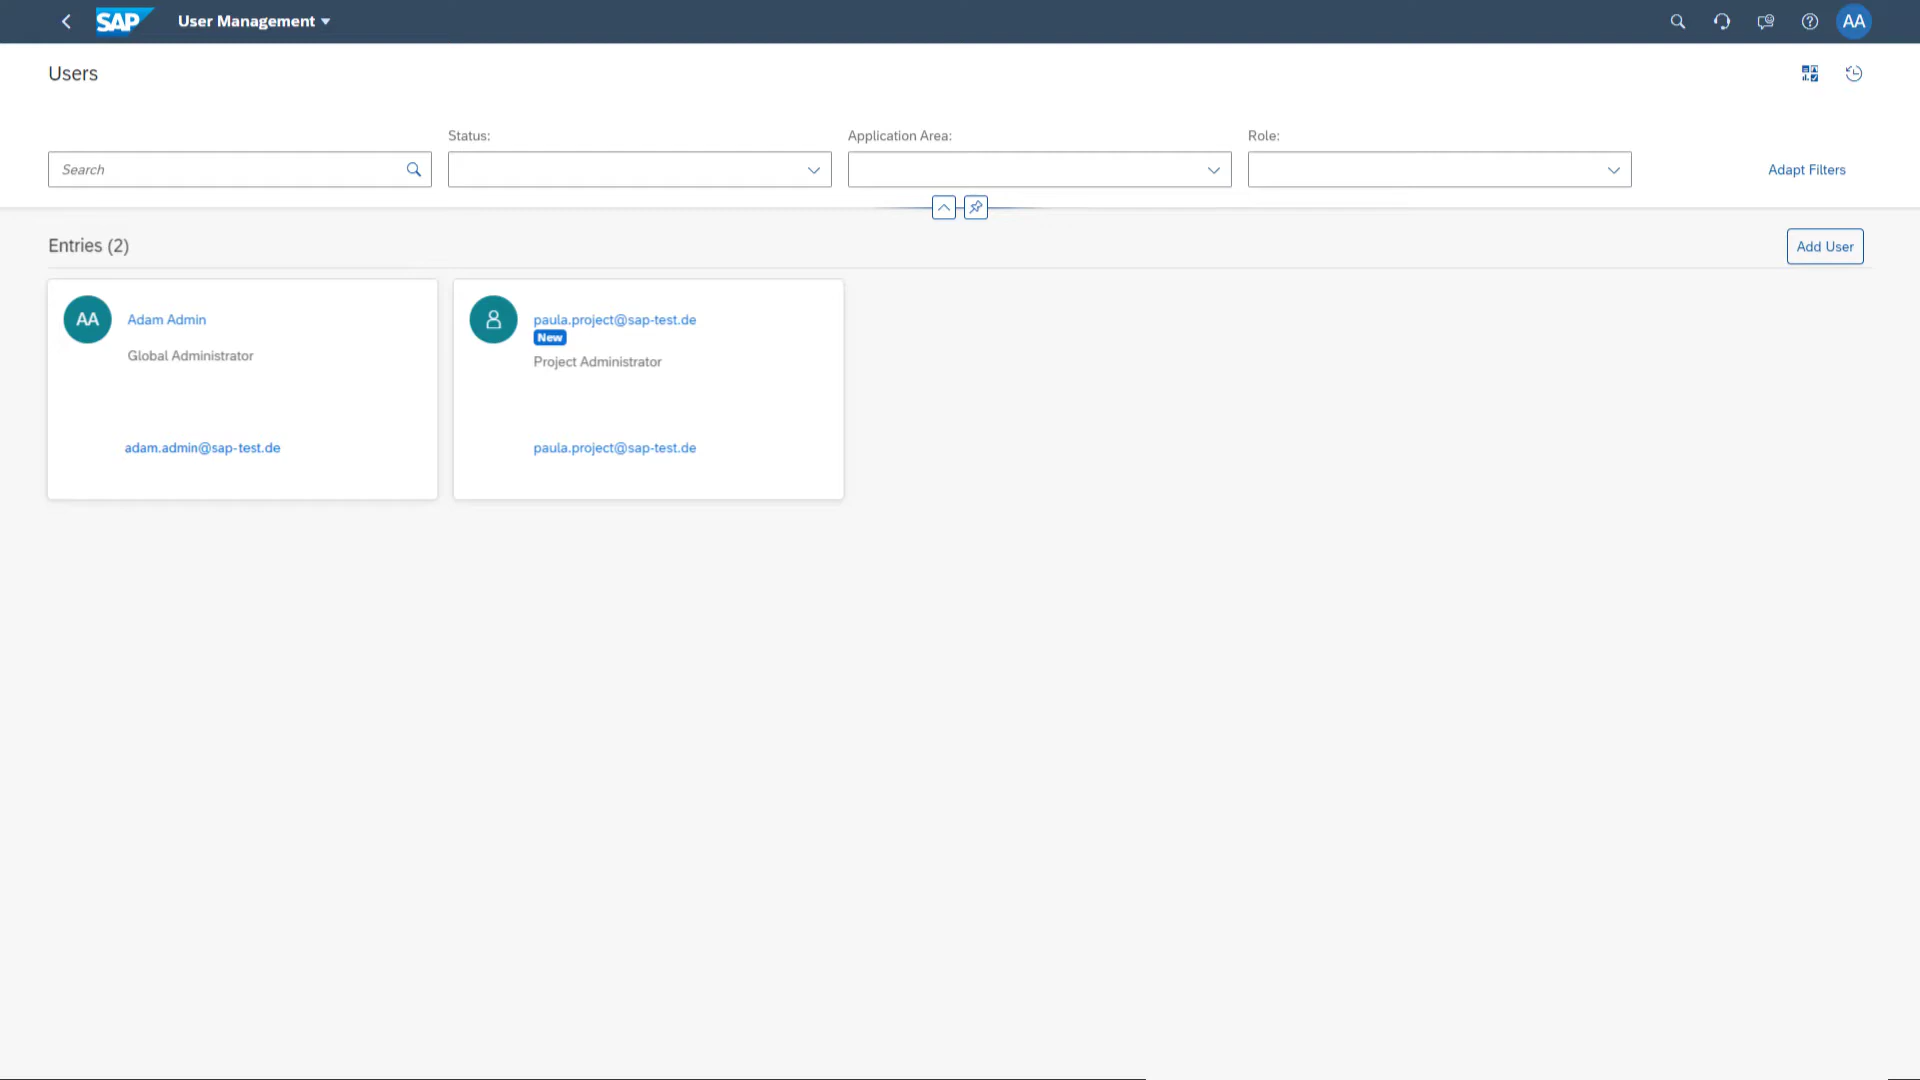 SAP User Management AA
Users
Status: Application Area: Role:
Search Adapt Filters
Entries (2) Add User
AA Adam Admin
Global Administrator
adam.admin@sap-test.de
paula.project@sap-test.de
New
Project Administrator
paula.project@sap-test.de